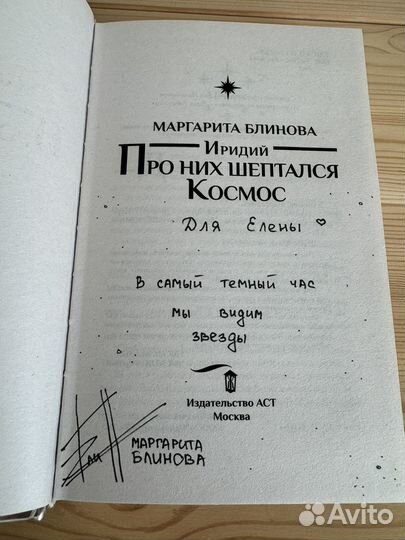 МАРГАРИТА БЛИНОВА
Иридий
Про них шептался
Космос
Для Елены
В самый темный час
мы видим
звезды
Издательство АСТ
Москва
МАРГАРИТА
БЛИНОВА
Avito